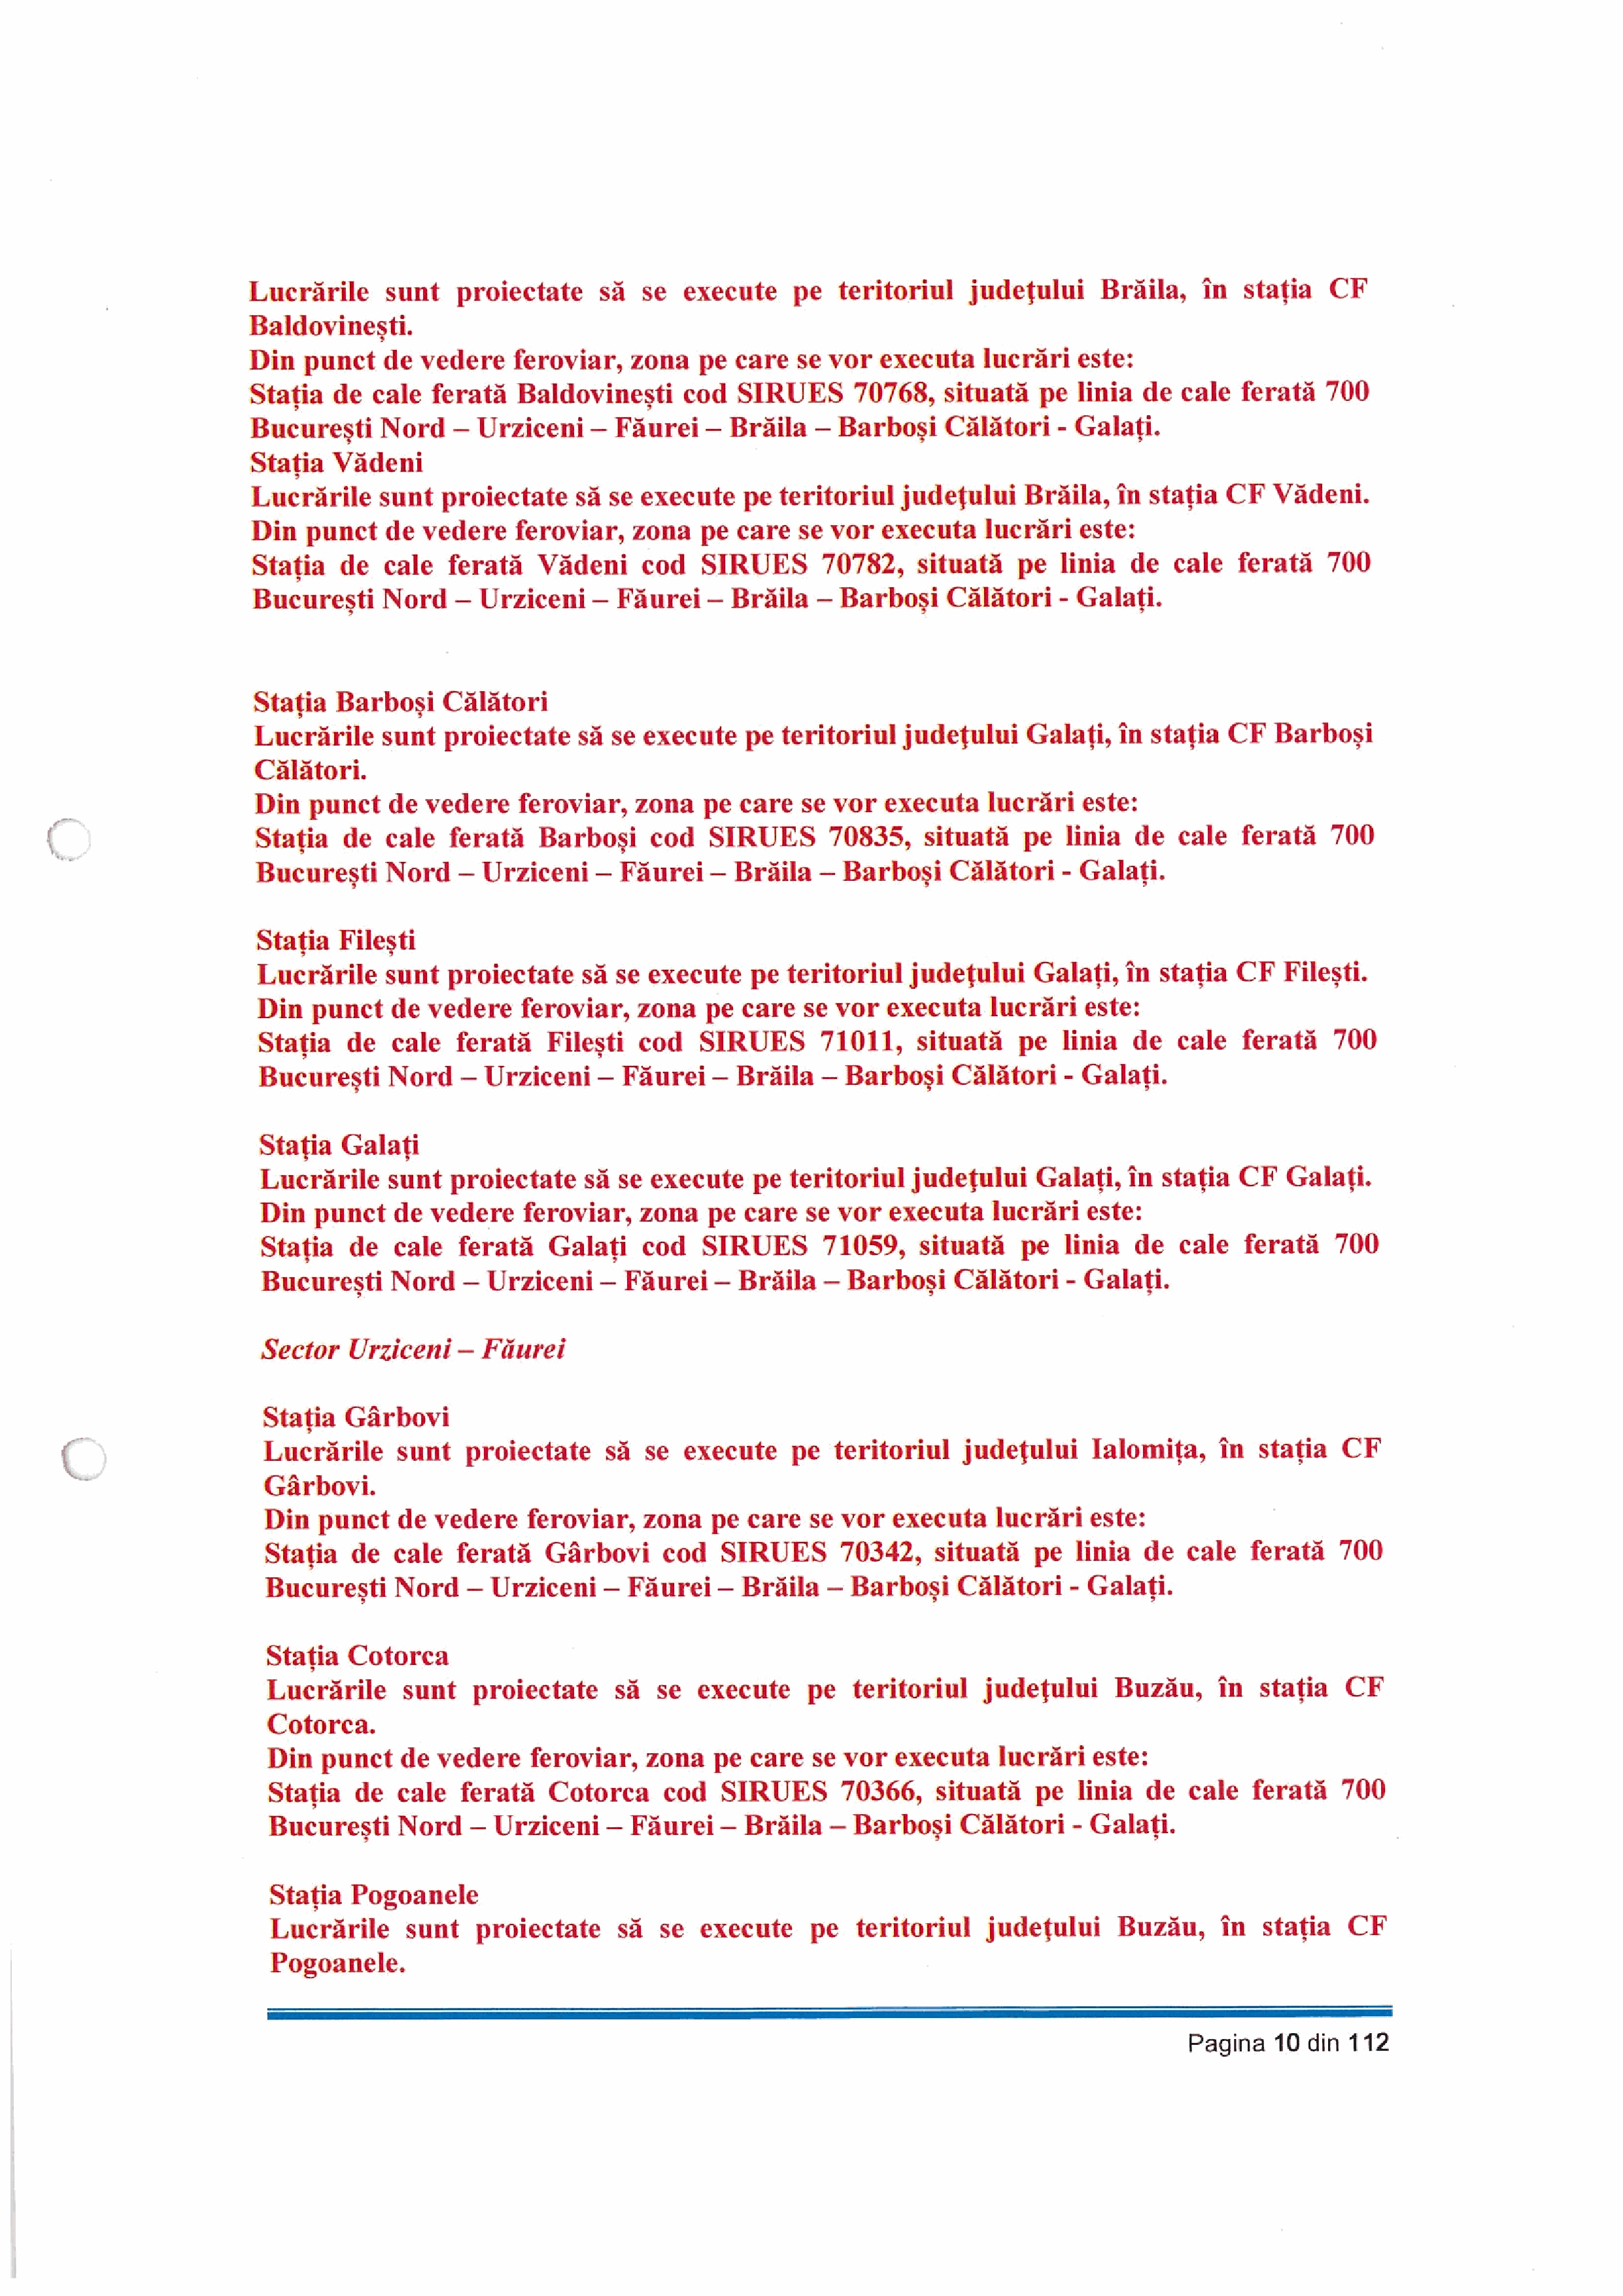 Lucrările sunt proiectate să se execute pe teritoriul judeţului Brăila, în stația CF
Baldovinești.
Din punct de vedere feroviar, zona pe care se vor executa lucrări este:
Stația de cale ferată Baldovinești cod SIRUES 70768, situată pe linia de cale ferată 700
București Nord – Urziceni – Făurei – Brăila – Barboși Călători - Galați.
Stația Vădeni
Lucrările sunt proiectate să se execute pe teritoriul judeţului Brăila, în stația CF Vădeni.
Din punct de vedere feroviar, zona pe care se vor executa lucrări este:
Stația de cale ferată Vădeni cod SIRUES 70782, situată pe linia de cale ferată 700
București Nord – Urziceni – Făurei – Brăila – Barboși Călători - Galați.
Stația Barboși Călători
Lucrările sunt proiectate să se execute pe teritoriul judeţului Galați, în stația CF Barboși
Călători.
Din punct de vedere feroviar, zona pe care se vor executa lucrări este:
Stația de cale ferată Barboși cod SIRUES 70835, situată pe linia de cale ferată 700
București Nord – Urziceni – Făurei – Brăila – Barboși Călători - Galați.
Stația Filești
Lucrările sunt proiectate să se execute pe teritoriul judeţului Galați, în stația CF Filești.
Din punct de vedere feroviar, zona pe care se vor executa lucrări este:
Stația de cale ferată Filești cod SIRUES 71011, situată pe linia de cale ferată 700
București Nord – Urziceni – Făurei – Brăila – Barboși Călători - Galați.
Stația Galați
Lucrările sunt proiectate să se execute pe teritoriul judeţului Galați, în stația CF Galați.
Din punct de vedere feroviar, zona pe care se vor executa lucrări este:
Stația de cale ferată Galați cod SIRUES 71059, situată pe linia de cale ferată 700
București Nord – Urziceni – Făurei – Brăila – Barboși Călători - Galați.
Sector Urziceni – Făurei
Stația Gârbovi
Lucrările sunt proiectate să se execute pe teritoriul judeţului Ialomița, în stația CF
Gârbovi.
Din punct de vedere feroviar, zona pe care se vor executa lucrări este:
Stația de cale ferată Gârbovi cod SIRUES 70342, situată pe linia de cale ferată 700
București Nord – Urziceni – Făurei – Brăila – Barboși Călători - Galați.
Stația Cotorca
Lucrările sunt proiectate să se execute pe teritoriul judeţului Buzău, în stația CF
Cotorca.
Din punct de vedere feroviar, zona pe care se vor executa lucrări este:
Stația de cale ferată Cotorca cod SIRUES 70366, situată pe linia de cale ferată 700
București Nord – Urziceni – Făurei – Brăila – Barboși Călători - Galați.
Stația Pogoanele
Lucrările sunt proiectate să se execute pe teritoriul judeţului Buzău, în stația CF
Pogoanele.
Pagina 10 din 112